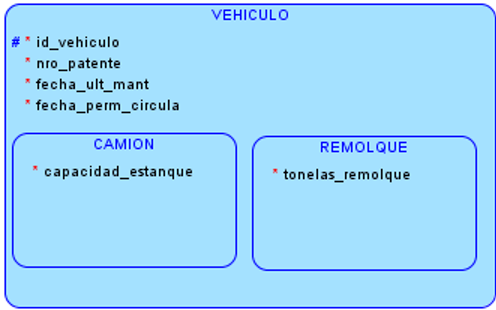 VEHICULO
# * id_vehiculo
* nro_patente
* fecha_ult_mant
* fecha_perm_circula
CAMION
* capacidad_estanque
REMOLQUE
* tonelas_remolque